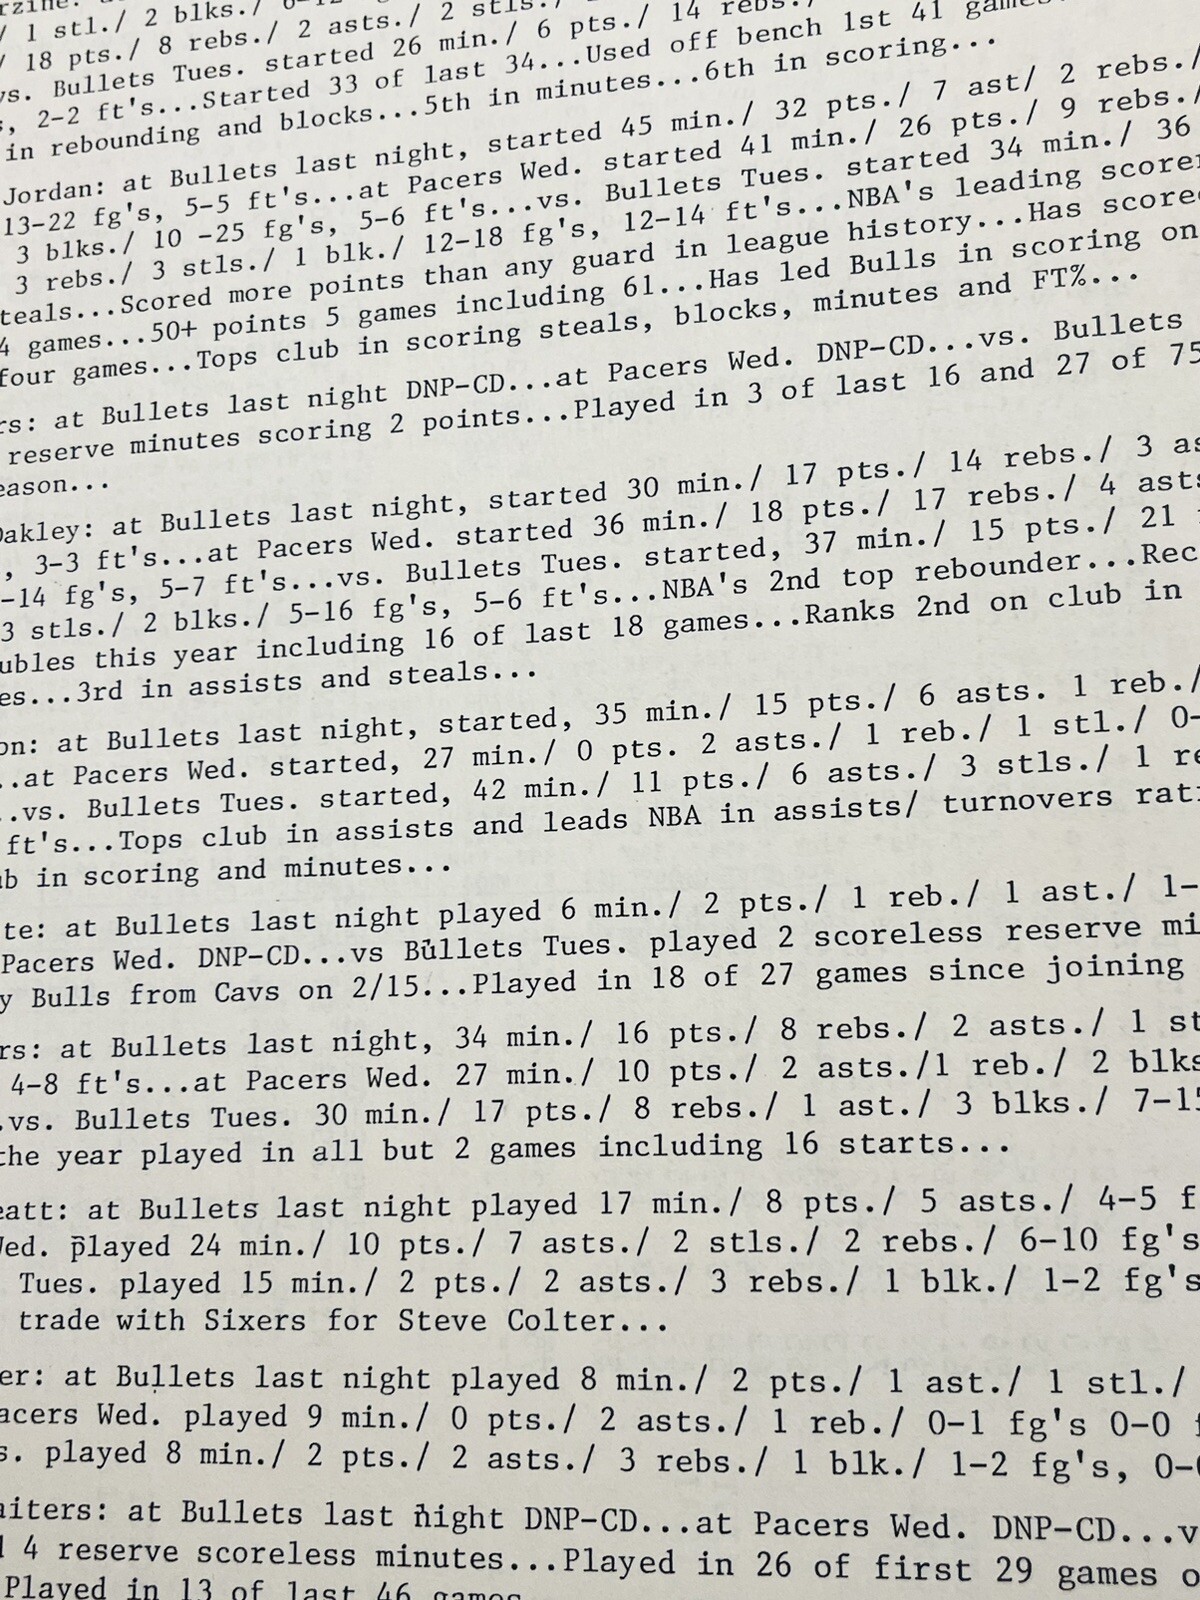 / 1 stl./ 2 blks./
/ 18 pts./ 8 rebs./ 2 asts./ 2 stls./
vs. Bullets Tues. started 26 min./ 6 pts./ 14 rebs./
, 2-2 ft's...Started 33 of last 34...Used off bench 1st 41 games
in rebounding and blocks...5th in minutes...6th in scoring...
Jordan: at Bullets last night, started 45 min./ 32 pts./ 7 ast/ 2 rebs./
13-22 fg's, 5-5 ft's...at Pacers Wed. started 41 min./ 26 pts./ 9 rebs./
3 blks./ 10 -25 fg's, 5-6 ft's...vs. Bullets Tues. started 34 min./ 36
3 rebs./ 3 stls./ 1 blk./ 12-18 fg's, 12-14 ft's...NBA's leading scorer
teals...Scored more points than any guard in league history...Has scored
4 games...50+ points 5 games including 61...Has led Bulls in scoring on
four games...Tops club in scoring steals, blocks, minutes and FT%...
rs: at Bullets last night DNP-CD...at Pacers Wed. DNP-CD...vs. Bullets
reserve minutes scoring 2 points...Played in 3 of last 16 and 27 of 75
eason...
Oakley: at Bullets last night, started 30 min./ 17 pts./ 14 rebs./ 3 as
, 3-3 ft's...at Pacers Wed. started 36 min./ 18 pts./ 17 rebs./ 4 asts
-14 fg's, 5-7 ft's...vs. Bullets Tues. started, 37 min./ 15 pts./ 21
3 stls./ 2 blks./ 5-16 fg's, 5-6 ft's...NBA's 2nd top rebounder...Rec
ubles this year including 16 of last 18 games...Ranks 2nd on club in
es...3rd in assists and steals...
on: at Bullets last night, started, 35 min./ 15 pts./ 6 asts. 1 reb./
..at Pacers Wed. started, 27 min./ 0 pts. 2 asts./ 1 reb./ 1 stl./ 0-
..vs. Bullets Tues. started, 42 min./ 11 pts./ 6 asts./ 3 stls./ 1 re
ft's...Tops club in assists and leads NBA in assists/ turnovers rati
ub in scoring and minutes...
te: at Bullets last night played 6 min./ 2 pts./ 1 reb./ 1 ast./ 1-
Pacers Wed. DNP-CD...vs Bullets Tues. played 2 scoreless reserve mi
y Bulls from Cavs on 2/15...Played in 18 of 27 games since joining
rs: at Bullets last night, 34 min./ 16 pts./ 8 rebs./ 2 asts./ 1 st
4-8 ft's...at Pacers Wed. 27 min./ 10 pts./ 2 asts./1 reb./ 2 blks
.vs. Bullets Tues. 30 min./ 17 pts./ 8 rebs./ 1 ast./ 3 blks./ 7-15
the year played in all but 2 games including 16 starts...
eatt: at Bullets last night played 17 min./ 8 pts./ 5 asts./ 4-5 f
Wed. played 24 min./ 10 pts./ 7 asts./ 2 stls./ 2 rebs./ 6-10 fg's
Tues. played 15 min./ 2 pts./ 2 asts./ 3 rebs./ 1 blk./ 1-2 fg's
trade with Sixers for Steve Colter...
er: at Bullets last night played 8 min./ 2 pts./ 1 ast./ 1 stl./
acers Wed. played 9 min./ 0 pts./ 2 asts./ 1 reb./ 0-1 fg's 0-0 f
s. played 8 min./ 2 pts./ 2 asts./ 3 rebs./ 1 blk./ 1-2 fg's, 0-0
aiters: at Bullets last night DNP-CD...at Pacers Wed. DNP-CD...v
4 reserve scoreless minutes...Played in 26 of first 29 games o
Played in 13 of last 46 games